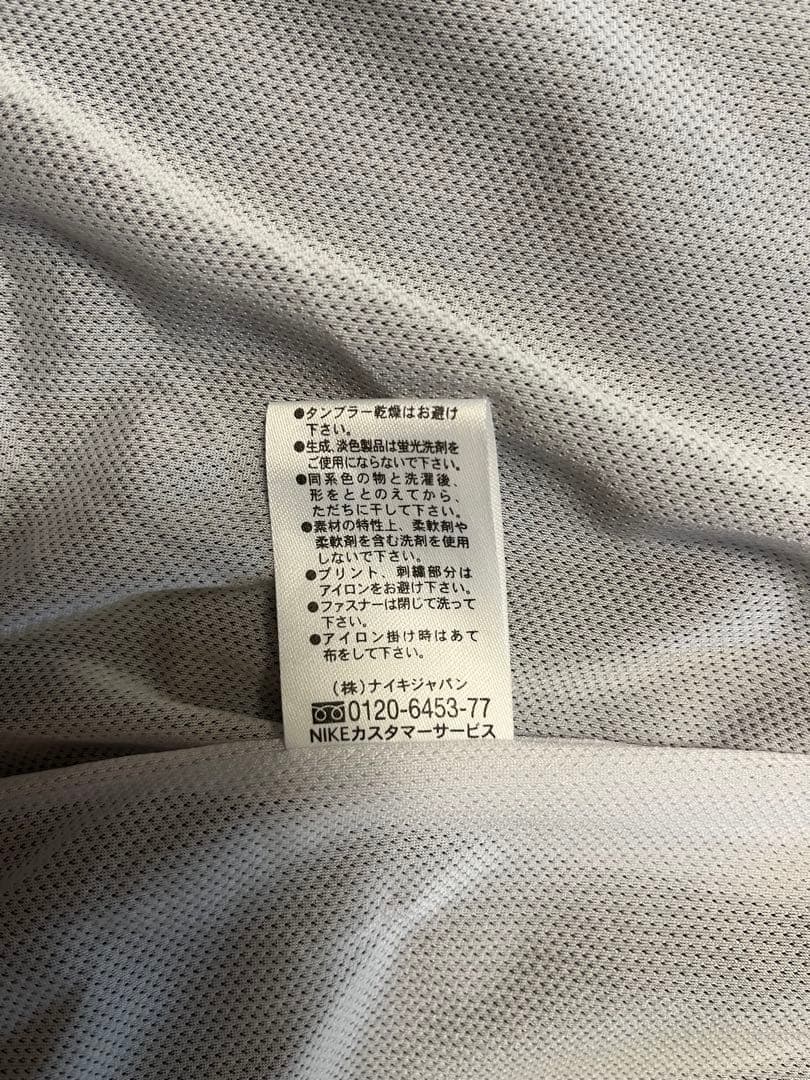 ●タンブラー乾燥はお避け
下さい。
●生成、淡色製品は蛍光洗剤を
ご使用にならないで下さい。
●同系色の物と洗濯後、
形をととのえてから、
ただちに干して下さい。
●素材の特性上、柔軟剤や
柔軟剤を含む洗剤を使用
しないで下さい。
●プリント、刺繍部分は
アイロンをお避け下さい。
●ファスナーは閉じて洗って
下さい。
●アイロン掛け時はあて
布をして下さい。
(株)ナイキジャパン
0120-6453-77
NIKEカスタマーサービス